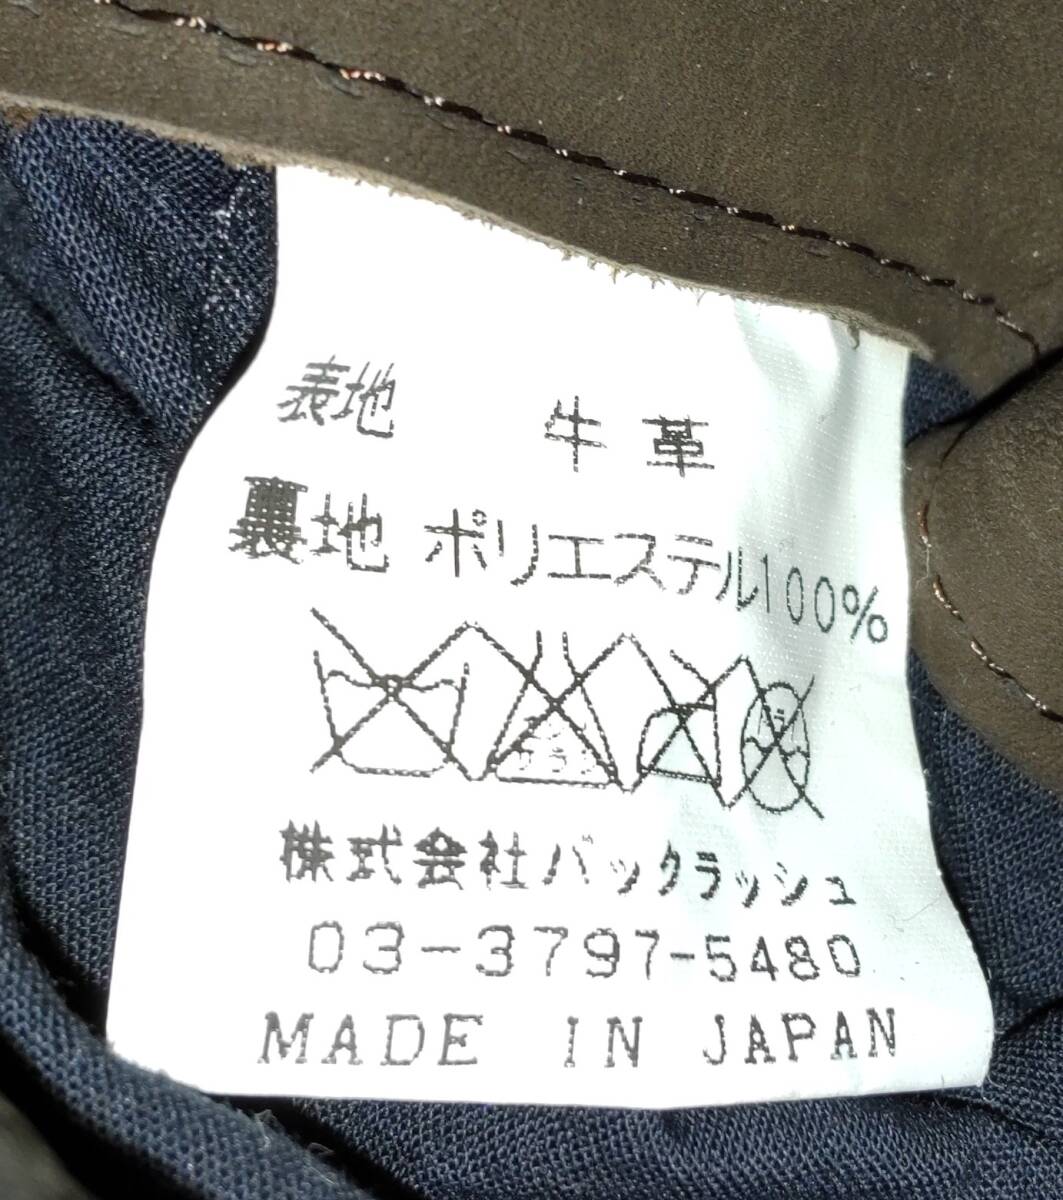 表地 牛革
裏地 ポリエステル100%
株式会社バックラッシュ
03-3797-5480
MADE IN JAPAN